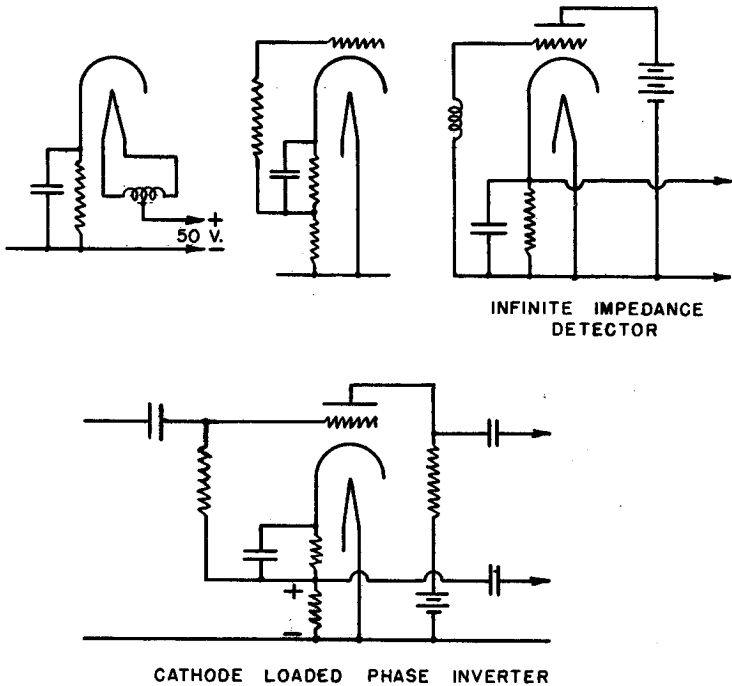 +
50 V.
−
INFINITE IMPEDANCE
DETECTOR
+
−
CATHODE LOADED PHASE INVERTER